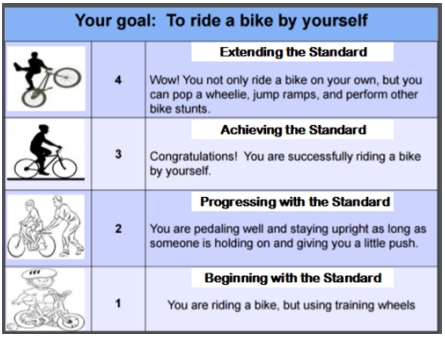 Your goal:  To ride a bike by yourself
Extending the Standard
4
Wow! You not only ride a bike on your own, but you
can pop a wheelie, jump ramps, and perform other
bike stunts.
Achieving the Standard
3
Congratulations!  You are successfully riding a bike
by yourself.
Progressing with the Standard
2
You are pedaling well and staying upright as long as
someone is holding on and giving you a little push.
Beginning with the Standard
1
You are riding a bike, but using training wheels